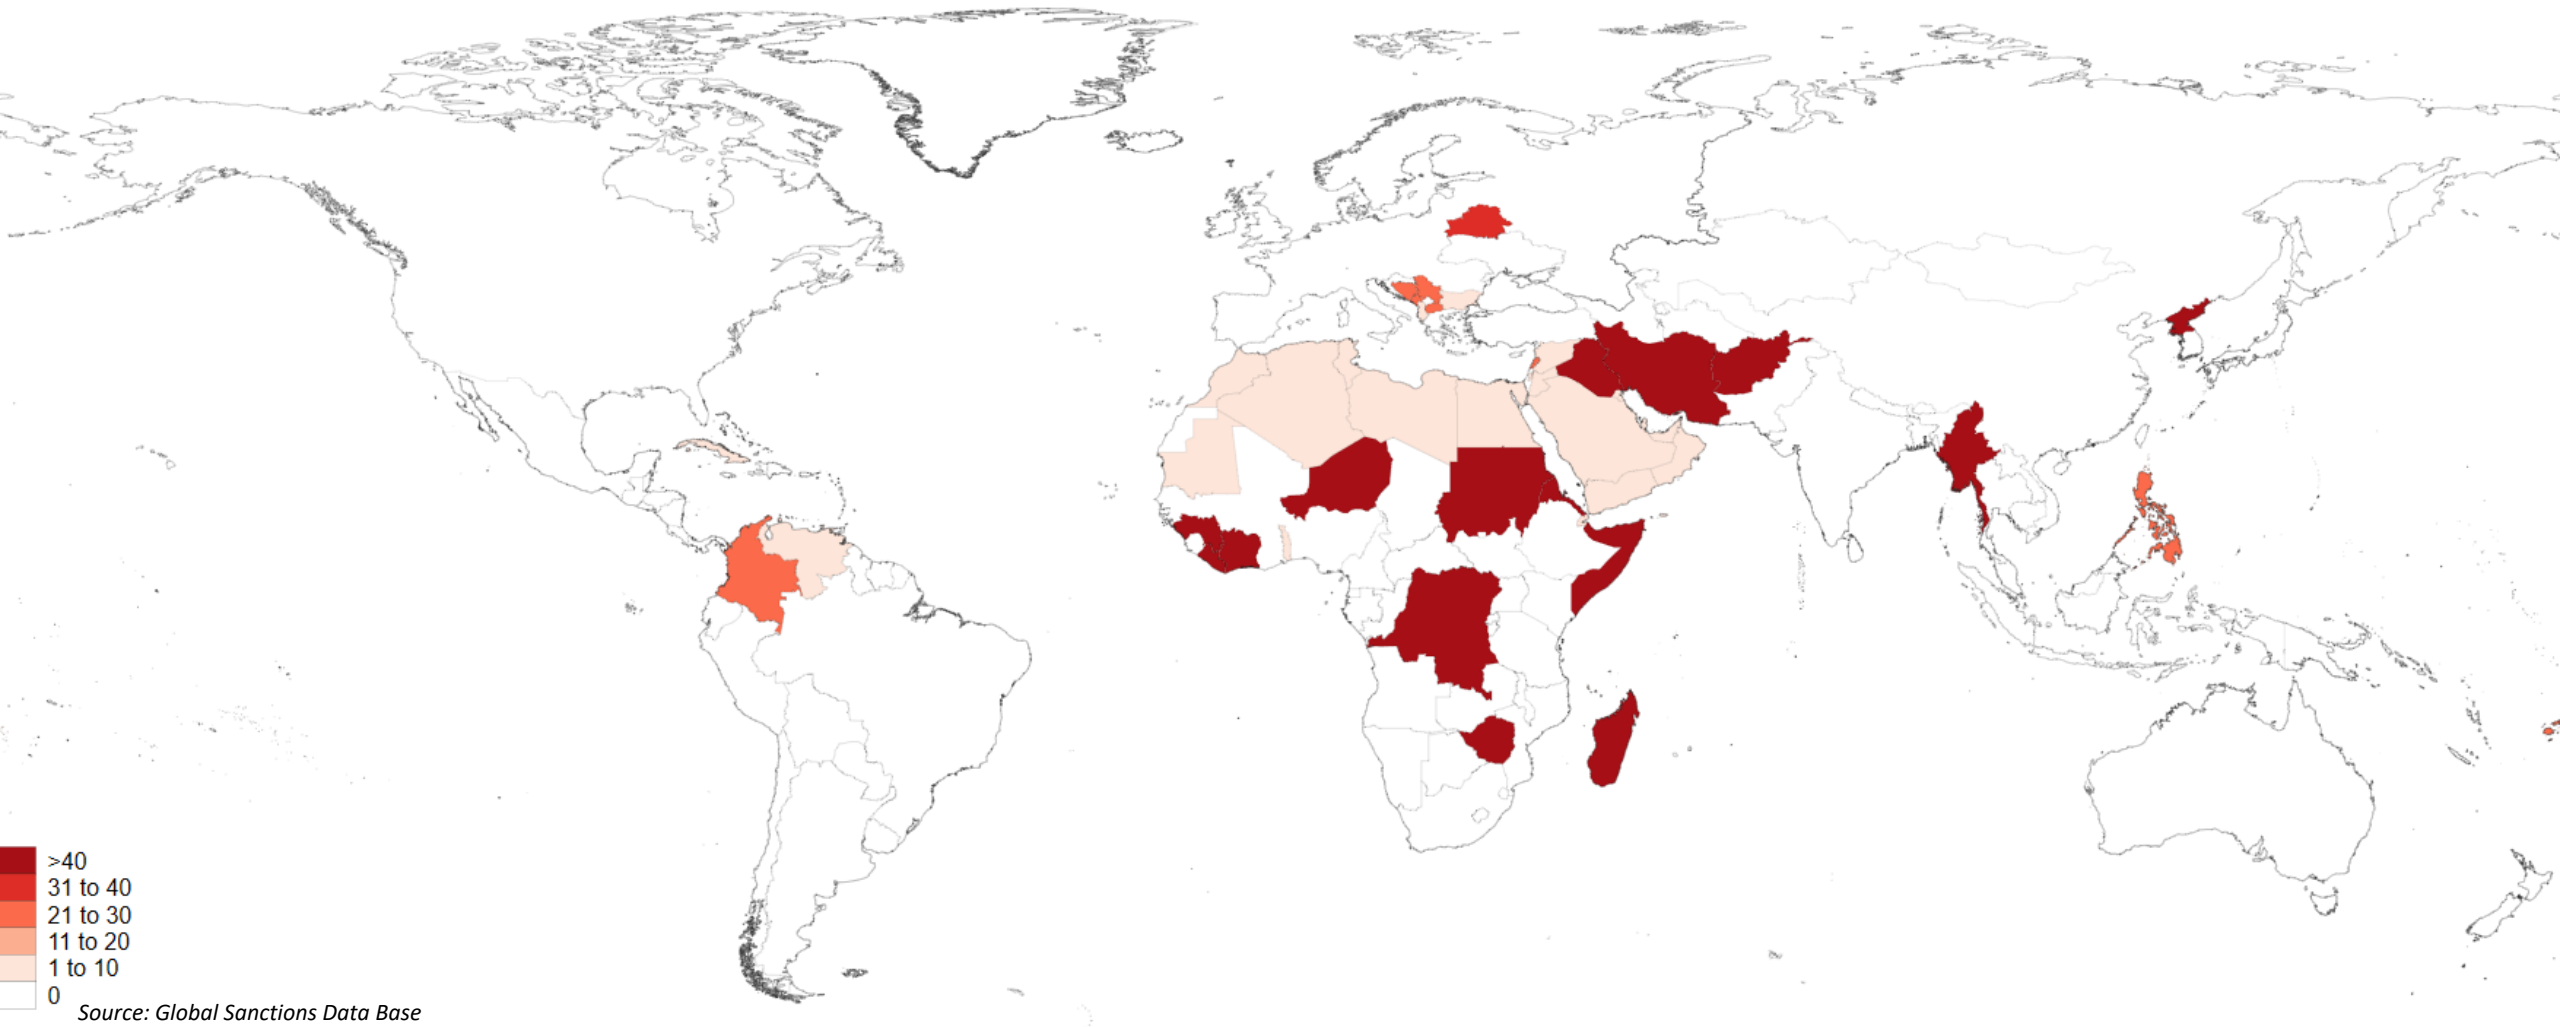 >40
31 to 40
21 to 30
11 to 20
1 to 10
0
Source: Global Sanctions Data Base